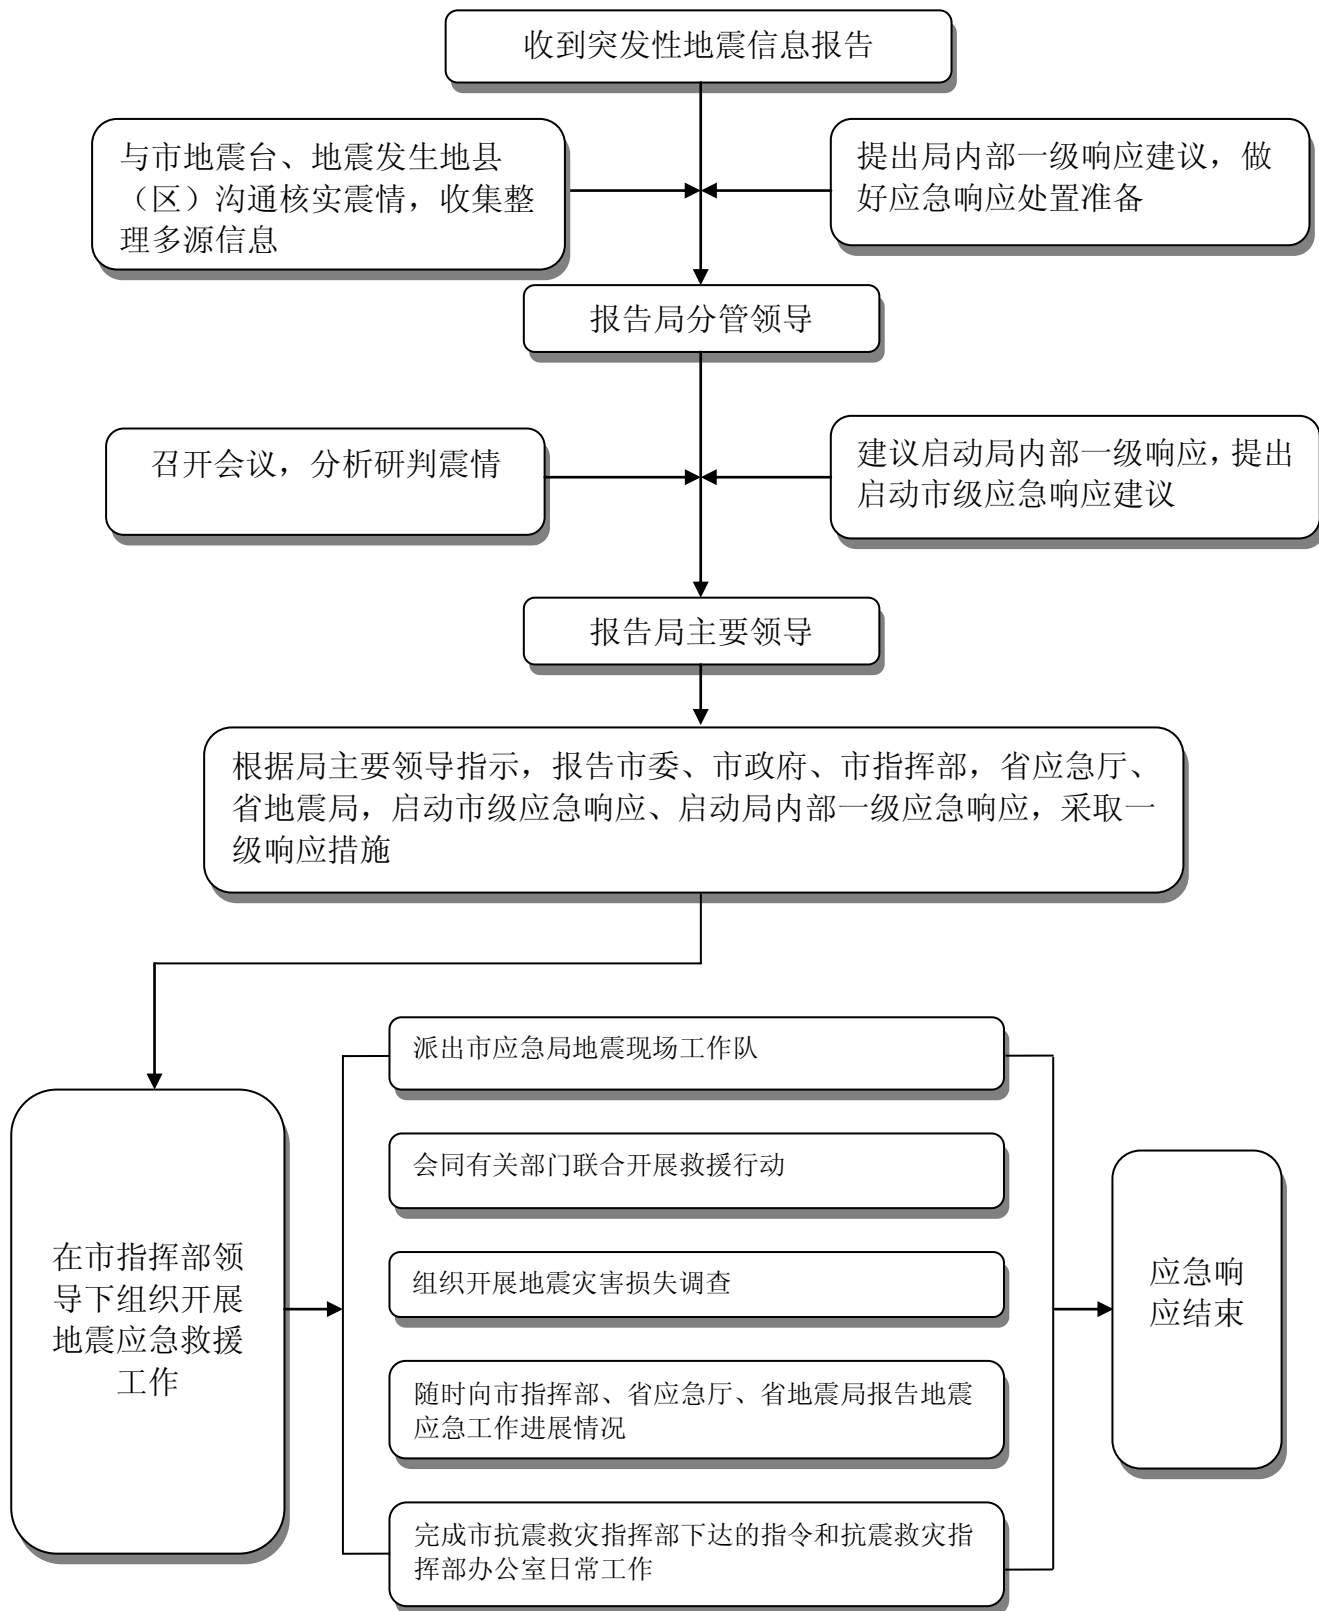 收到突发性地震信息报告
与市地震台、地震发生地县
（区）沟通核实震情，收集整
理多源信息
提出局内部一级响应建议，做
好应急响应处置准备
报告局分管领导
召开会议，分析研判震情
建议启动局内部一级响应，提出
启动市级应急响应建议
报告局主要领导
根据局主要领导指示，报告市委、市政府、市指挥部，省应急厅、
省地震局，启动市级应急响应、启动局内部一级应急响应，采取一
级响应措施
在市指挥部领
导下组织开展
地震应急救援
工作
派出市应急局地震现场工作队
会同有关部门联合开展救援行动
组织开展地震灾害损失调查
随时向市指挥部、省应急厅、省地震局报告地震
应急工作进展情况
完成市抗震救灾指挥部下达的指令和抗震救灾指
挥部办公室日常工作
应急响
应结束